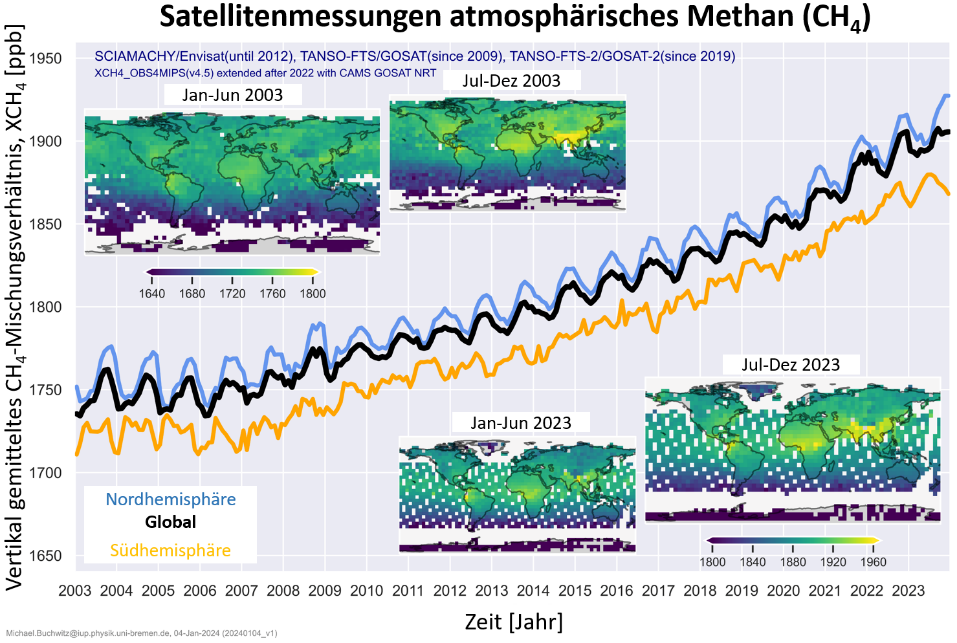 Satellitenmessungen atmosphärisches Methan (CH4)
Vertikal gemitteltes CH4-Mischungsverhältnis, XCH4 [ppb]
SCIAMACHY/Envisat(until 2012), TANSO-FTS/GOSAT(since 2009), TANSO-FTS-2/GOSAT-2(since 2019)
XCH4_OBS4MIPS(v4.5) extended after 2022 with CAMS GOSAT NRT
Jan-Jun 2003
Jul-Dez 2003
1640 1680 1720 1760 1800
Jan-Jun 2023
Jul-Dez 2023
1800 1840 1880 1920 1960
Nordhemisphäre
Global
Südhemisphäre
1950
1900
1850
1800
1750
1700
1650
2003 2004 2005 2006 2007 2008 2009 2010 2011 2012 2013 2014 2015 2016 2017 2018 2019 2020 2021 2022 2023
Zeit [Jahr]
Michael.Buchwitz@iup.physik.uni-bremen.de, 04-Jan-2024 (20240104_v1)